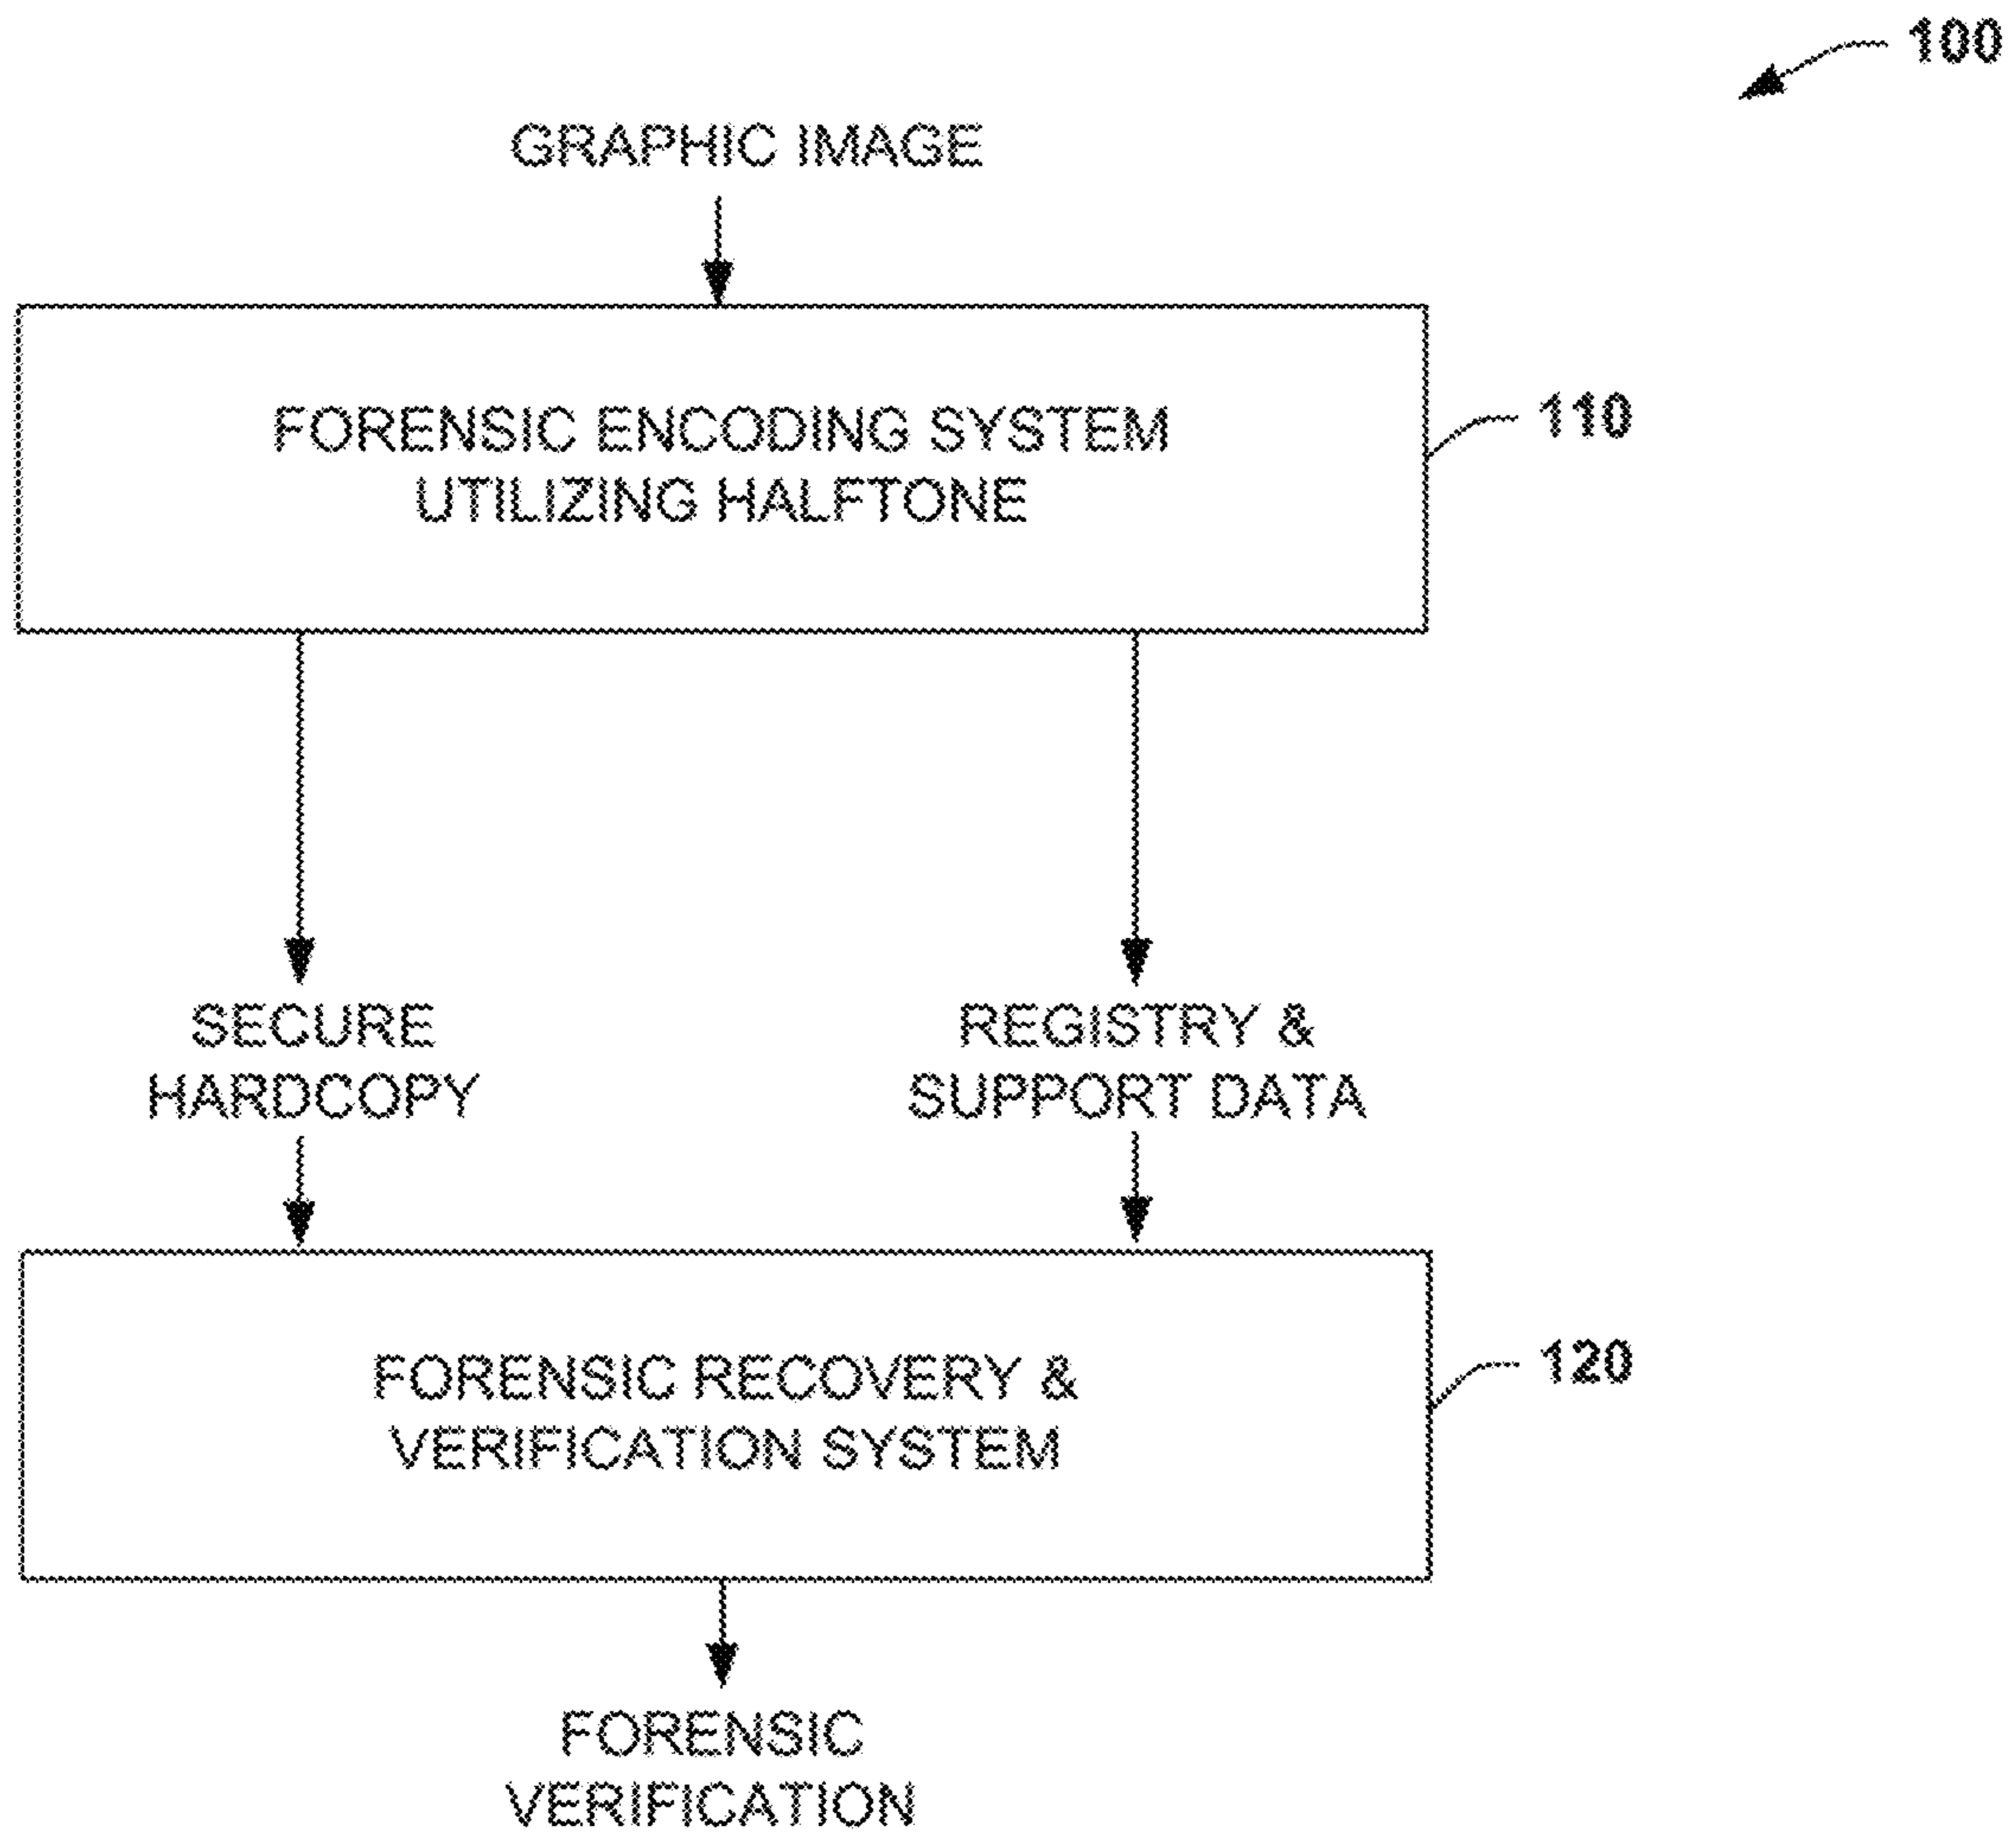 100
GRAPHIC IMAGE
FORENSIC ENCODING SYSTEM
UTILIZING HALFTONE
110
SECURE
HARDCOPY
REGISTRY &
SUPPORT DATA
FORENSIC RECOVERY &
VERIFICATION SYSTEM
120
FORENSIC
VERIFICATION